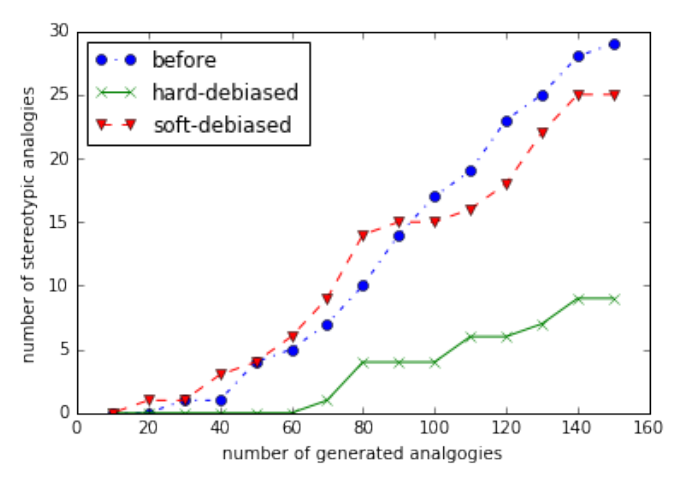 30
25
20
15
10
5
0
0 20 40 60 80 100 120 140 160
number of stereotypic analogies
number of generated analgogies
before
hard-debiased
soft-debiased